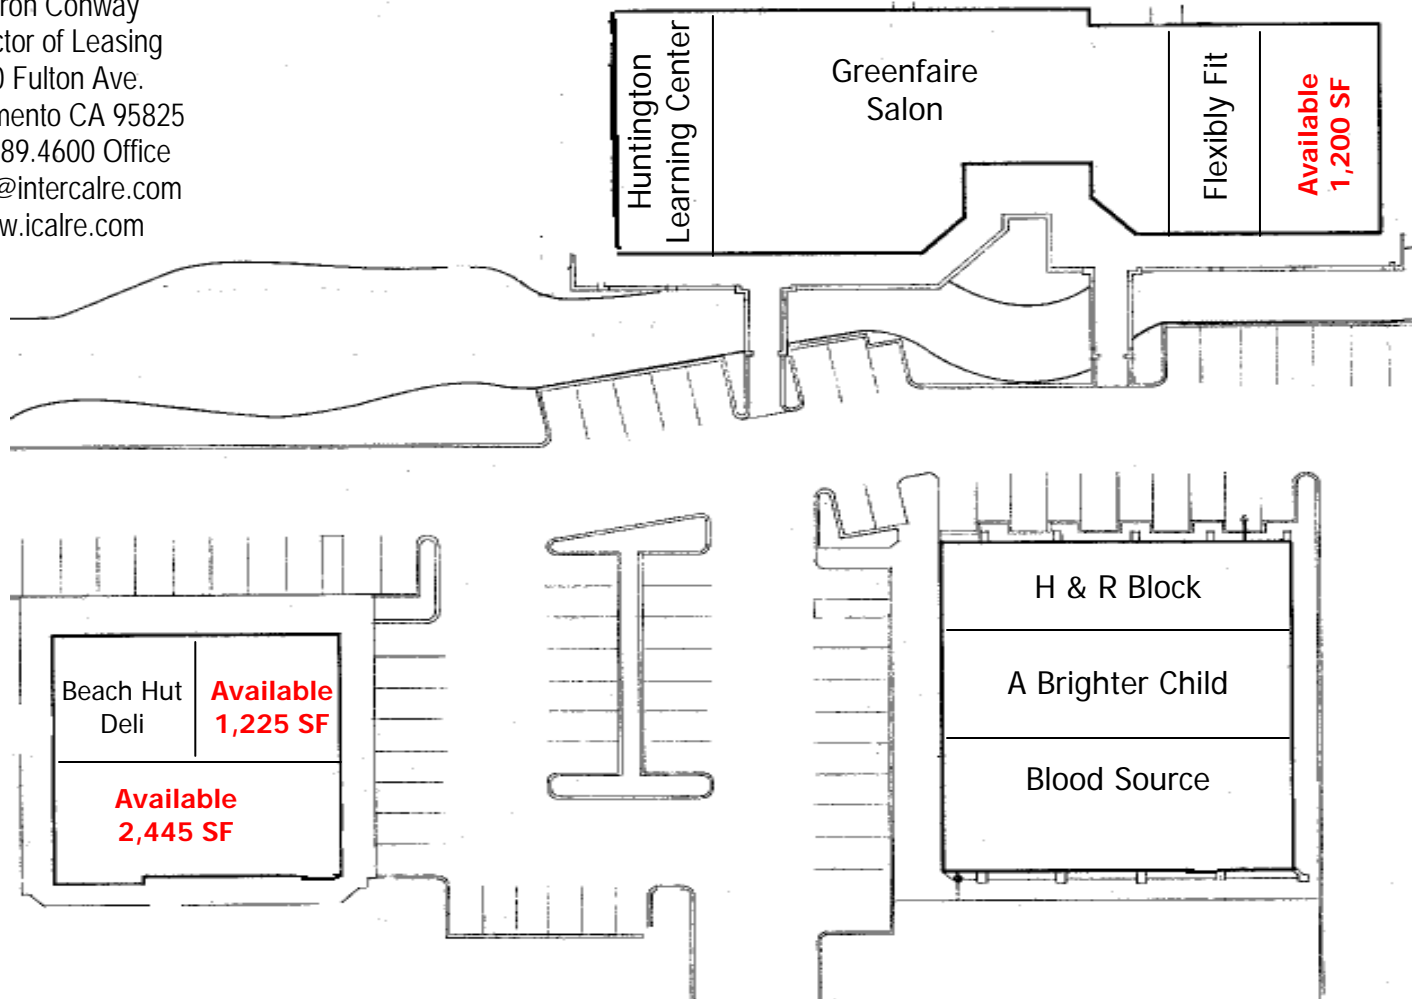 ron Conway
ctor of Leasing
0 Fulton Ave.
mento CA 95825
89.4600 Office
@intercalre.com
w.icalre.com
Huntington
Learning Center
Greenfaire
Salon
Flexibly Fit
Available
1,200 SF
Beach Hut
Deli
Available
1,225 SF
Available
2,445 SF
H & R Block
A Brighter Child
Blood Source